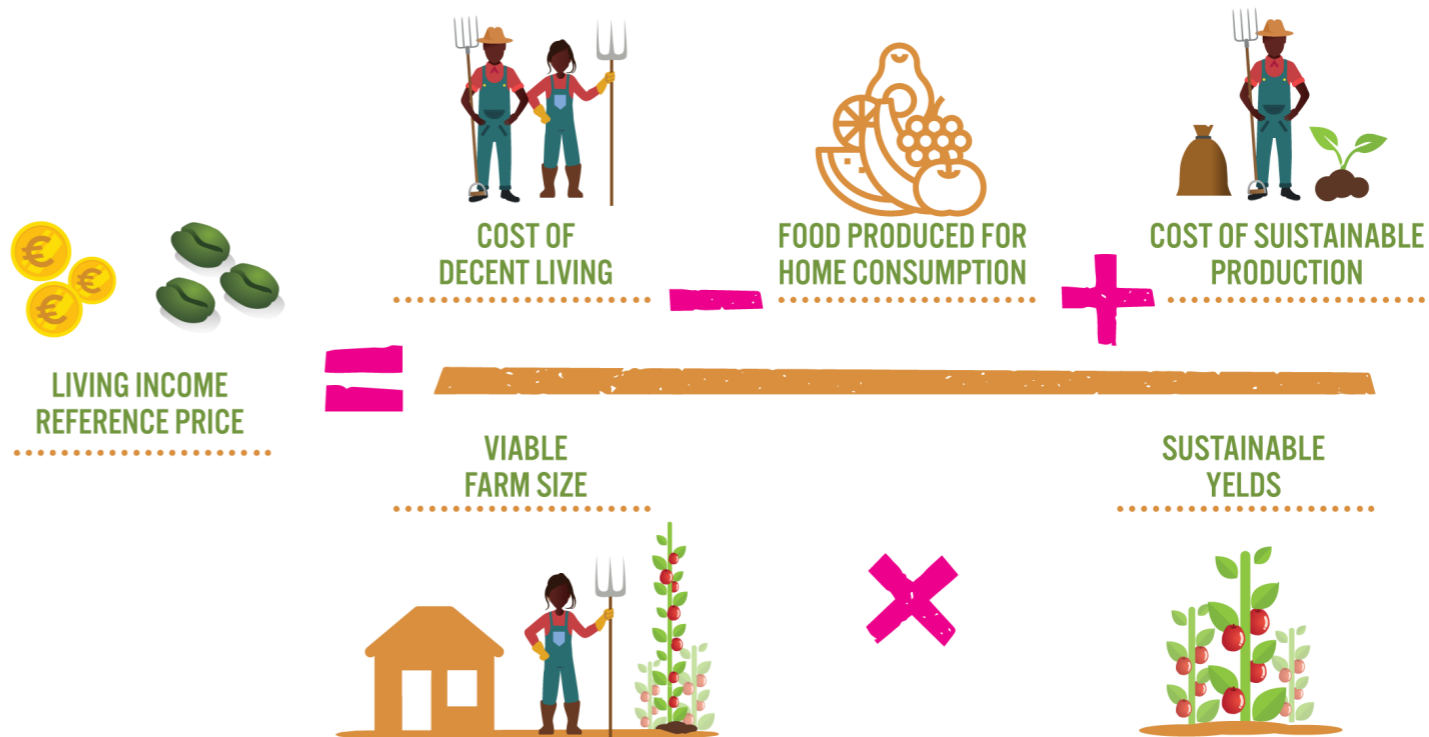 COST OF
DECENT LIVING
FOOD PRODUCED FOR
HOME CONSUMPTION
COST OF SUISTAINABLE
PRODUCTION
LIVING INCOME
REFERENCE PRICE
VIABLE
FARM SIZE
SUSTAINABLE
YELDS